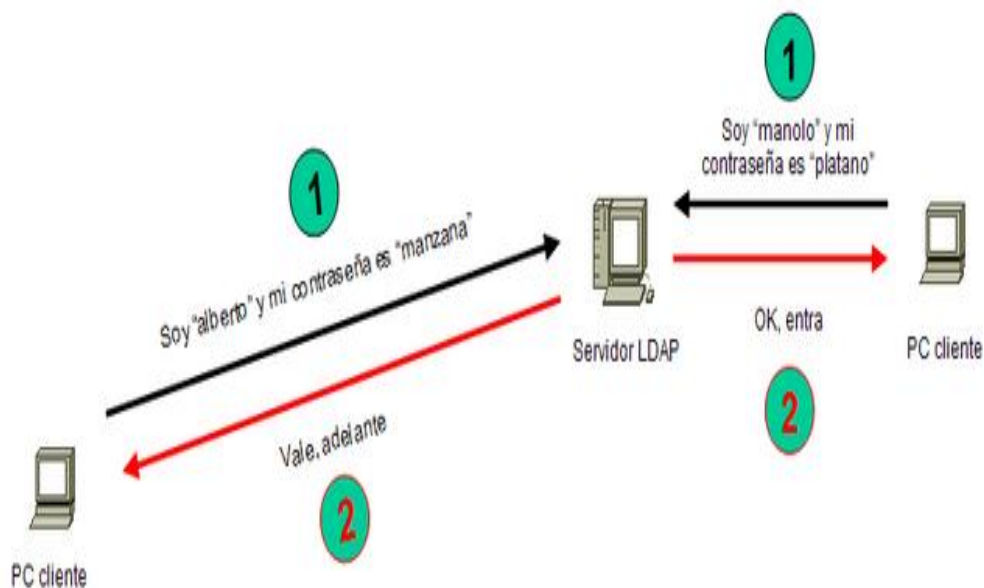 1
Soy "manolo" y mi
contraseña es "platano"
1
Soy "alberto" y mi contraseña es "manzana"
Servidor LDAP
OK, entra
PC cliente
2
Vale, adelante
2
PC cliente